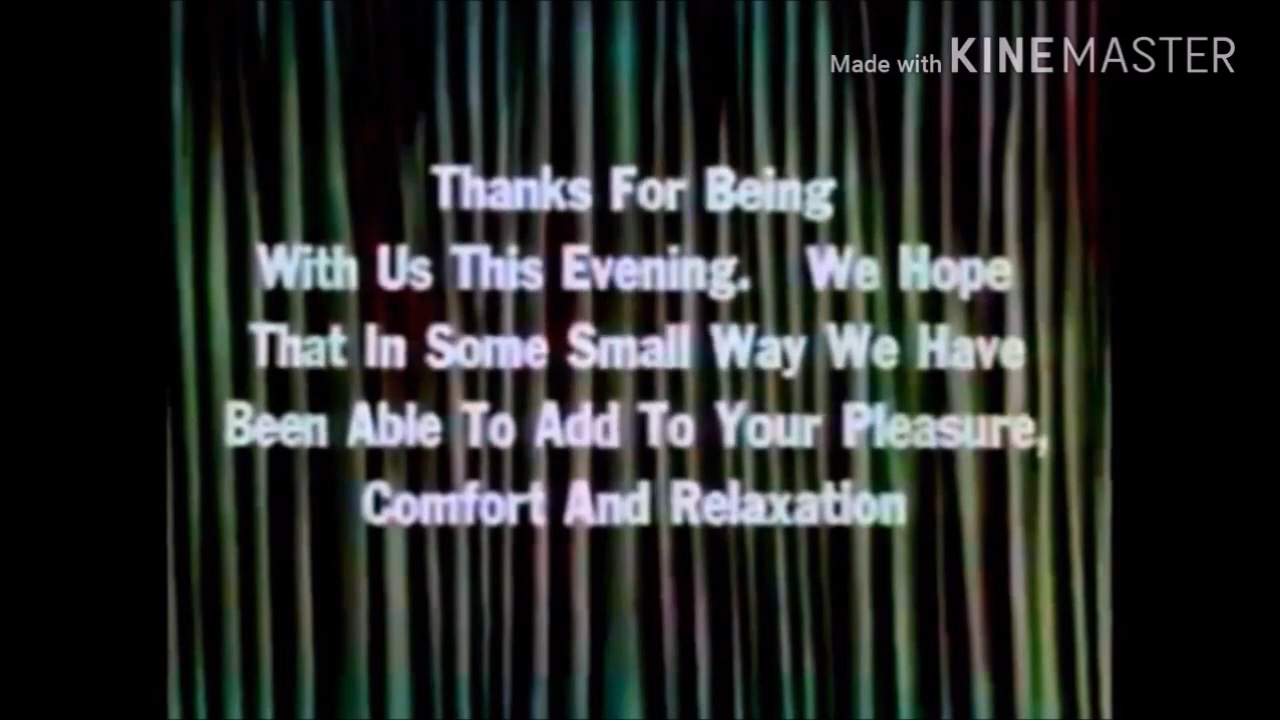 Made with KINEMASTER
Thanks For Being
With Us This Evening. We Hope
That In Some Small Way We Have
Been Able To Add To Your Pleasure,
Comfort And Relaxation